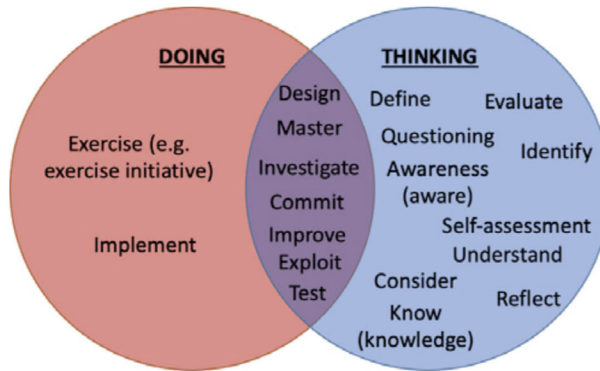 DOING
Exercise (e.g.
exercise initiative)
Implement
Design
Master
Investigate
Commit
Improve
Exploit
Test
THINKING
Define
Evaluate
Questioning
Identify
Awareness
(aware)
Self-assessment
Understand
Consider
Reflect
Know
(knowledge)